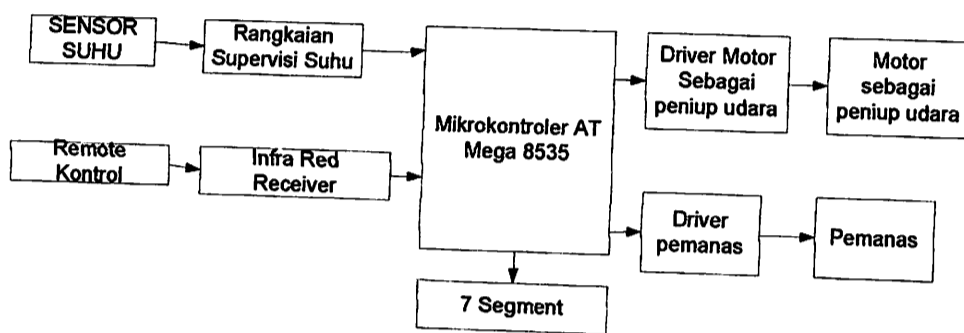 SENSOR
SUHU
Rangkaian
Supervisi Suhu
Mikrokontroler AT
Mega 8535
Driver Motor
Sebagai
peniup udara
Motor
sebagai
peniup udara
Remote
Kontrol
Infra Red
Receiver
Driver
pemanas
Pemanas
7 Segment